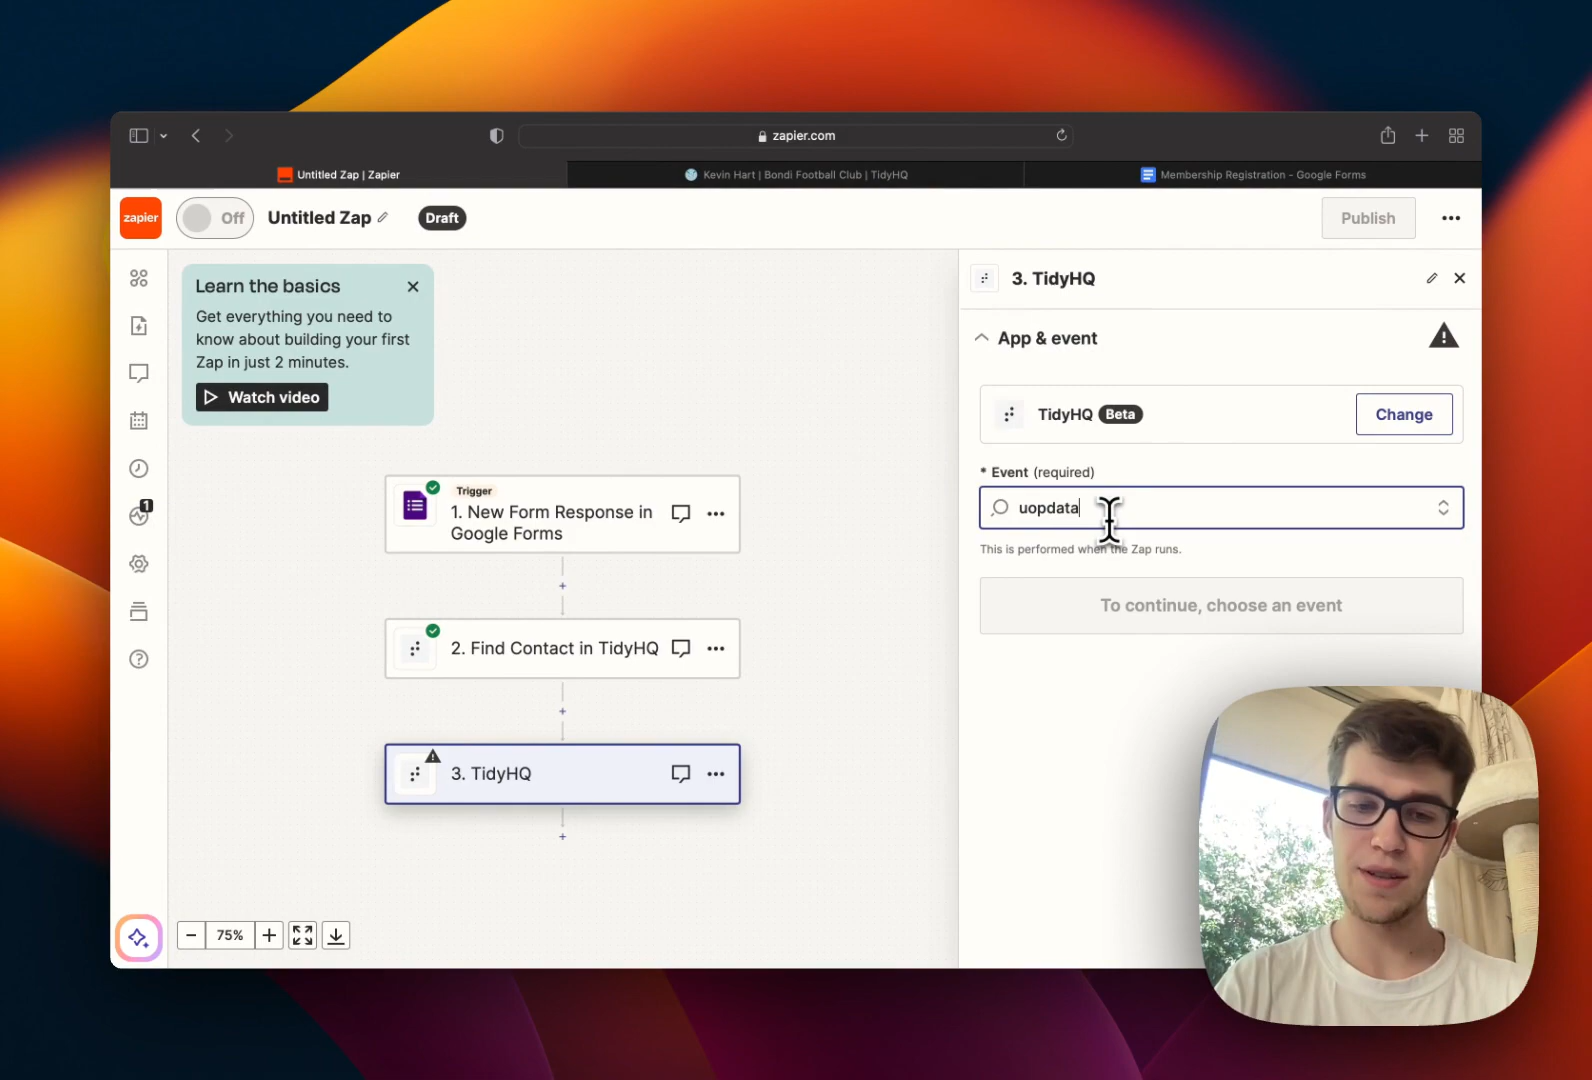 zapier.com
Untitled Zap | Zapier
Kevin Hart | Bondi Football Club | TidyHQ
Membership Registration - Google Forms
zapier
Off
Untitled Zap
Draft
Publish
Learn the basics
Get everything you need to
know about building your first
Zap in just 2 minutes.
Watch video
Trigger
1. New Form Response in
Google Forms
2. Find Contact in TidyHQ
3. TidyHQ
1
75%
3. TidyHQ
App & event
TidyHQ Beta
Change
* Event (required)
uopdata
This is performed when the Zap runs.
To continue, choose an event